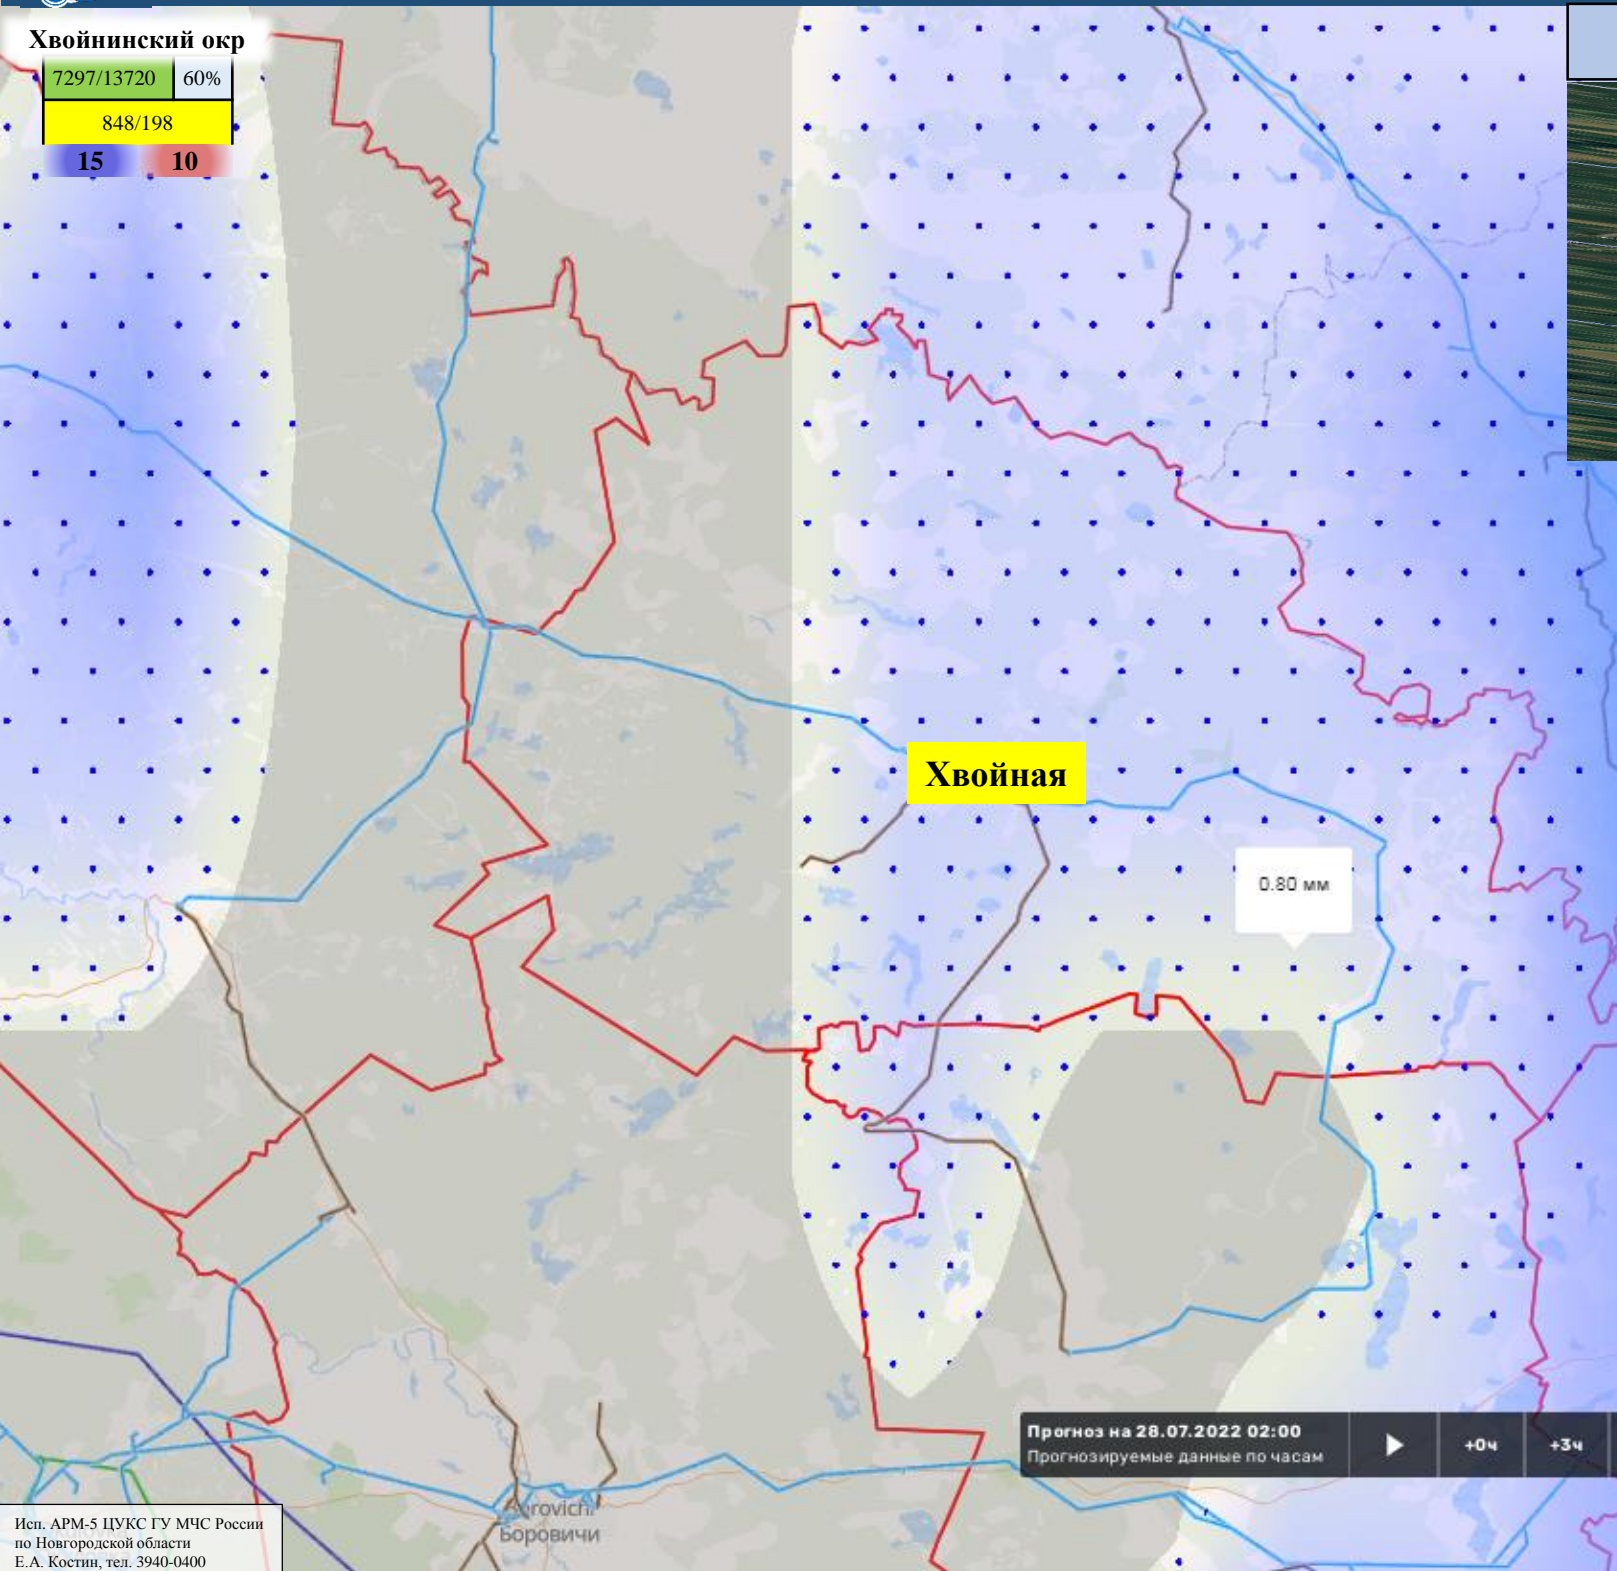 Хвойнинский окр
7297/13720 60%
848/198
15 10
Хвойная
0.80 мм
Прогноз на 28.07.2022 02:00
Прогнозируемые данные по часам
+0ч +3ч
Боровичи
Исп. АРМ-5 ЦУКС ГУ МЧС России
по Новгородской области
Е.А. Костин, тел. 3940-0400